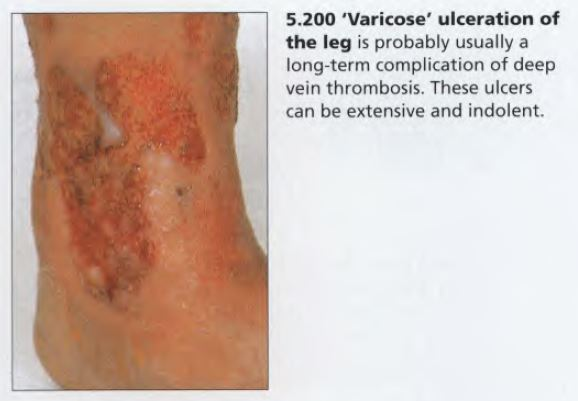 5.200 ‘Varicose’ ulceration of
the leg is probably usually a
long-term complication of deep
vein thrombosis. These ulcers
can be extensive and indolent.